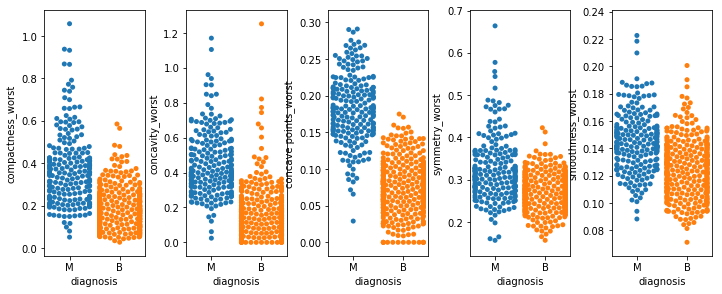 compactness_worst
1.0
0.8
0.6
0.4
0.2
0.0
M B
diagnosis
concavity_worst
1.2
1.0
0.8
0.6
0.4
0.2
0.0
M B
diagnosis
concave points_worst
0.30
0.25
0.20
0.15
0.10
0.05
0.00
M B
diagnosis
symmetry_worst
0.7
0.6
0.5
0.4
0.3
0.2
M B
diagnosis
smoothness_worst
0.24
0.22
0.20
0.18
0.16
0.14
0.12
0.10
0.08
M B
diagnosis